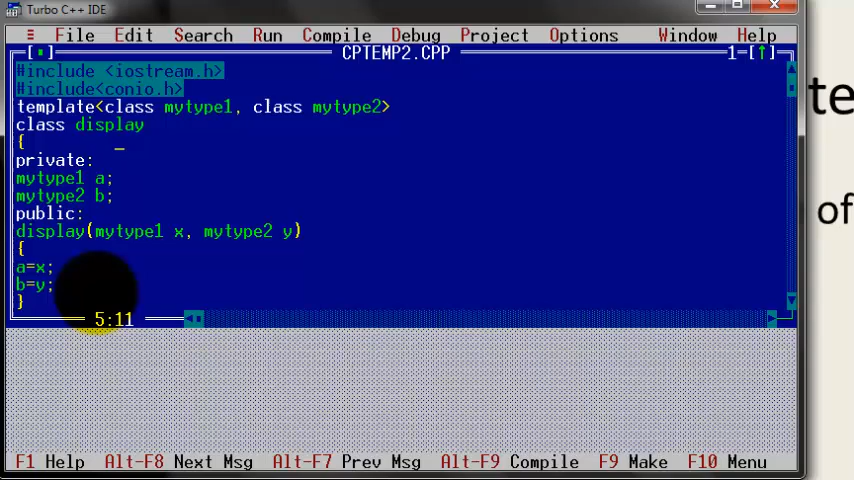 Turbo C++ IDE
≡ File Edit Search Run Compile Debug Project Options Window Help
[▪] CPTEMP2.CPP 1=[↑]
#include <iostream.h>
#include<conio.h>
template<class mytype1, class mytype2>
class display
{
private:
mytype1 a;
mytype2 b;
public:
display(mytype1 x, mytype2 y)
{
a=x;
b=y;
}
5:11
te
of
F1 Help Alt-F8 Next Msg Alt-F7 Prev Msg Alt-F9 Compile F9 Make F10 Menu